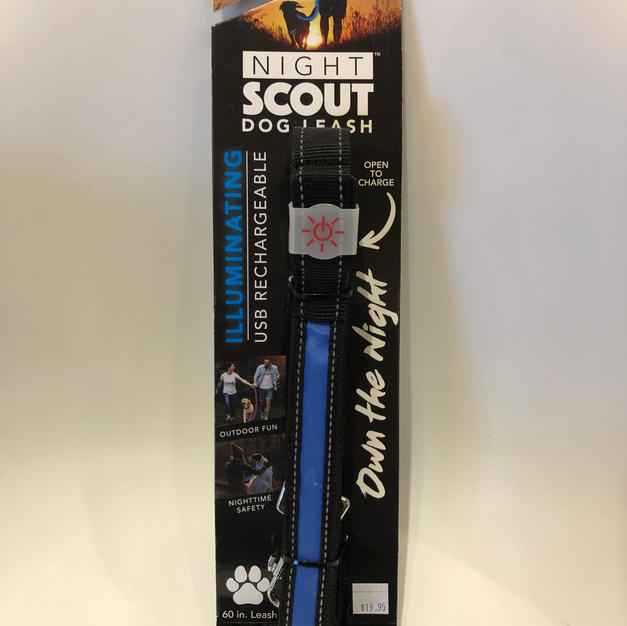 NIGHT™
SCOUT
DOG LEASH
ILLUMINATING
USB RECHARGEABLE
OPEN
TO
CHARGE
Own the Night
OUTDOOR FUN
NIGHTTIME
SAFETY
60 in. Leash
$19.95